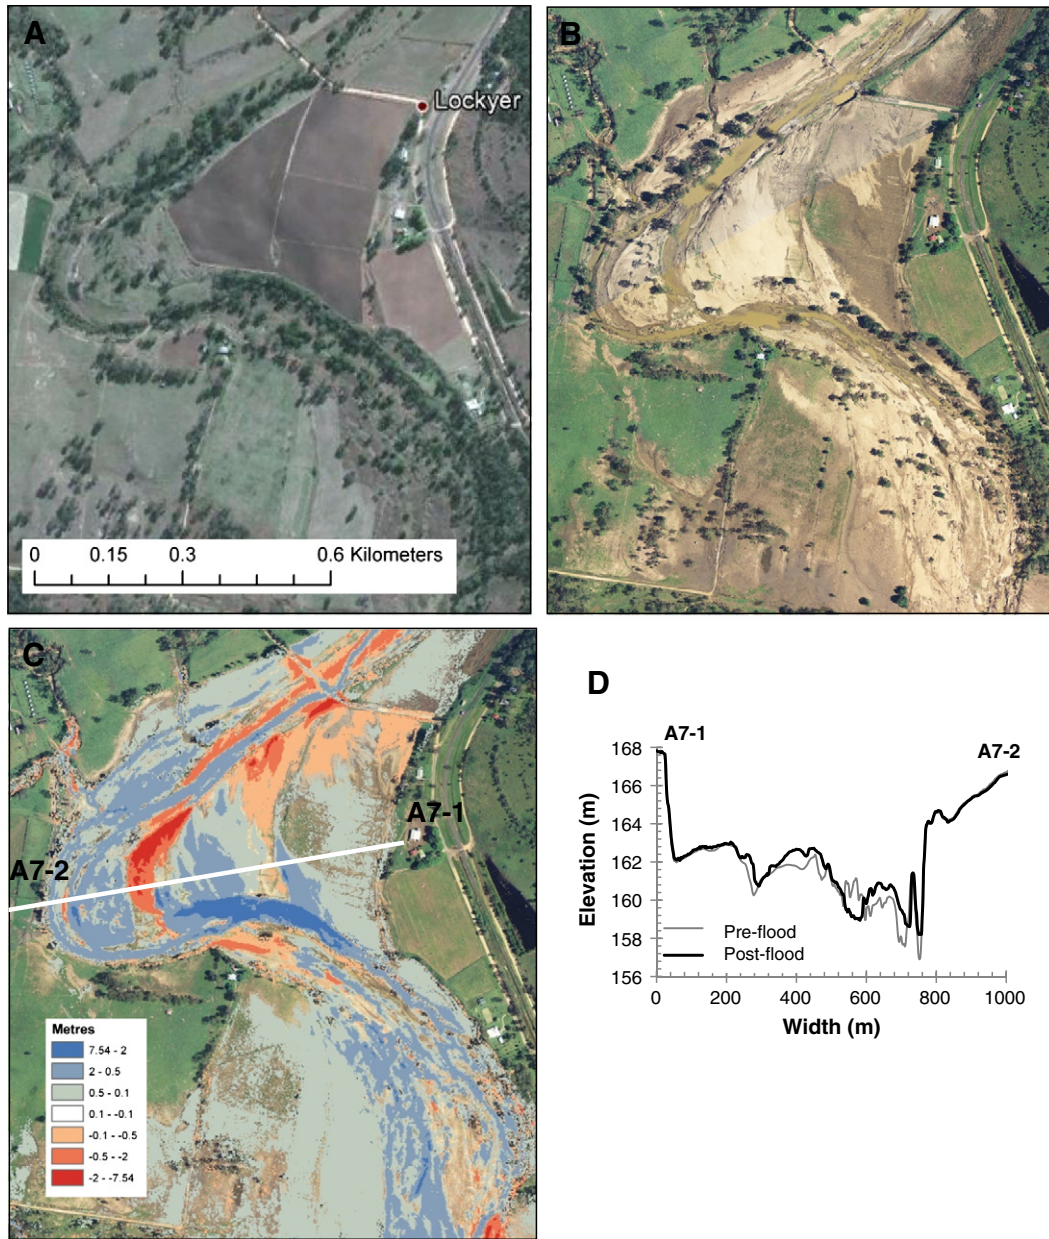 A
Lockyer
0 0.15 0.3 0.6 Kilometers
B
C
A7-1
A7-2
Metres
7.54 - 2
2 - 0.5
0.5 - 0.1
0.1 - -0.1
-0.1 - -0.5
-0.5 - -2
-2 - -7.54
D
A7-1
A7-2
168
166
164
162
160
158
156
Elevation (m)
Pre-flood
Post-flood
0 200 400 600 800 1000
Width (m)